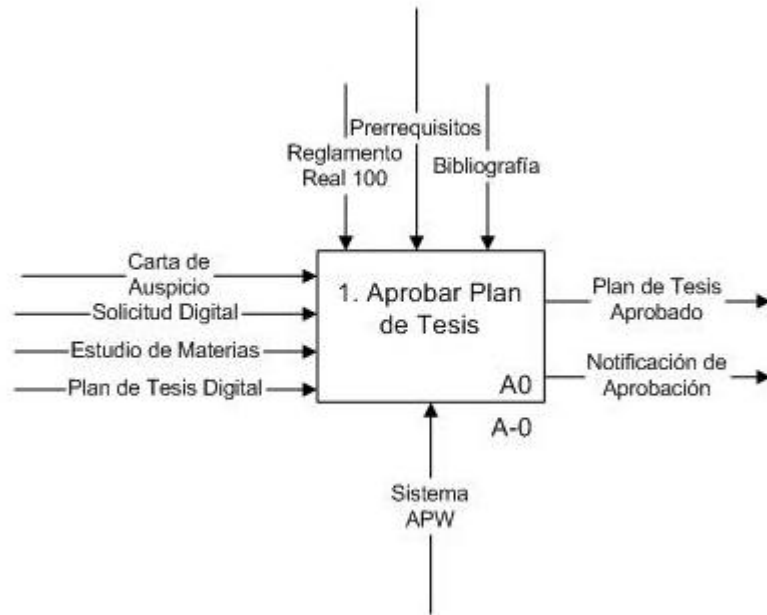 Prerrequisitos
Reglamento
Real 100
Bibliografía
Carta de
Auspicio
Solicitud Digital
Estudio de Materias
Plan de Tesis Digital
1. Aprobar Plan
de Tesis
A0
A-0
Plan de Tesis
Aprobado
Notificación de
Aprobación
Sistema
APW